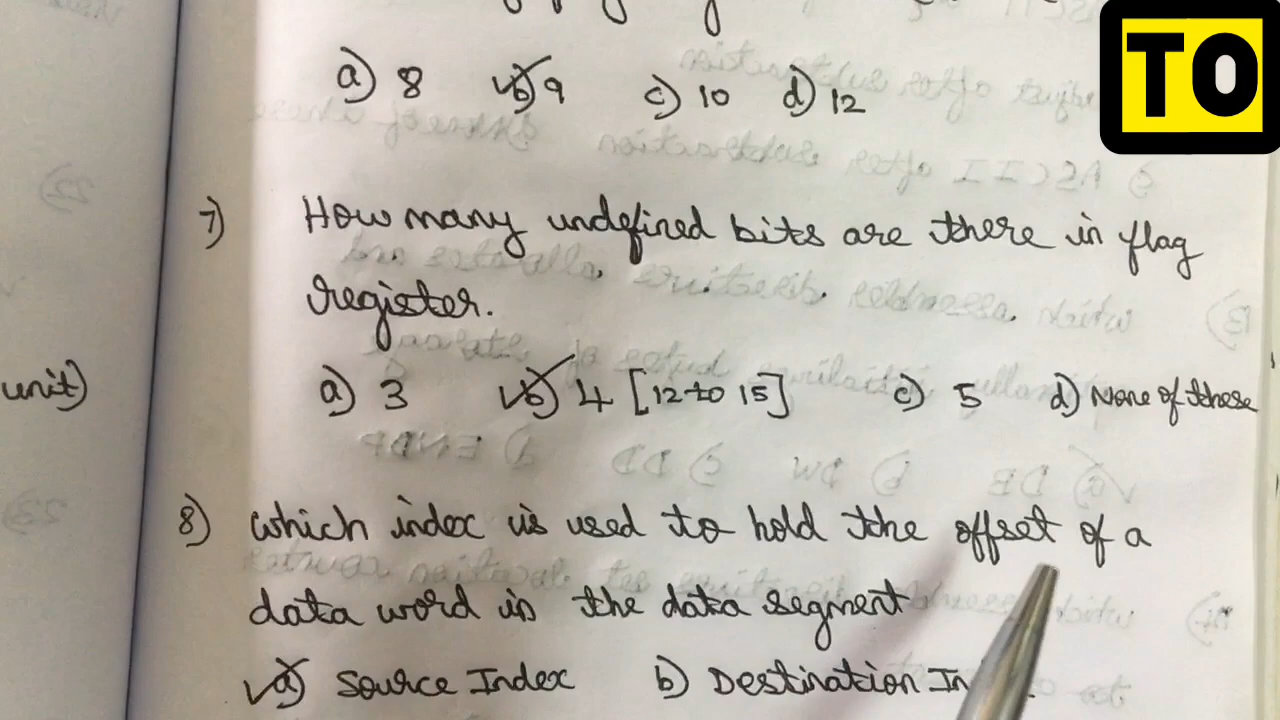 TO
a) 8 b) 9 c) 10 d) 12
7) How many undefined bits are there in flag
register.
unit)
a) 3 b) 4 [12 to 15] c) 5 d) None of these
8) which index is used to hold the offset of a
data word in the data segment
a) Source Index b) Destination In